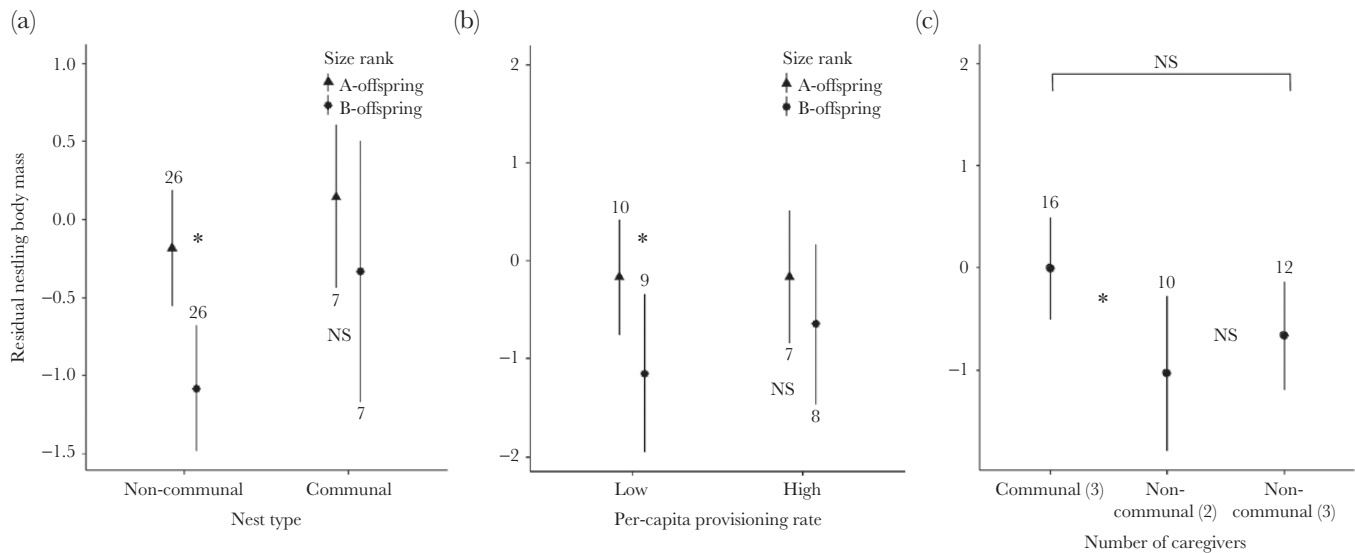 (a)
Residual nestling body mass
1.0
0.5
0.0
−0.5
−1.0
−1.5
Size rank
A-offspring
B-offspring
26
*
26
7
NS
7
Non-communal
Communal
Nest type
(b)
2
1
0
−1
−2
Size rank
A-offspring
B-offspring
10
*
9
7
NS
8
Low
High
Per-capita provisioning rate
(c)
2
1
0
−1
NS
16
*
10
NS
12
Communal (3)
Non-
communal (2)
Non-
communal (3)
Number of caregivers